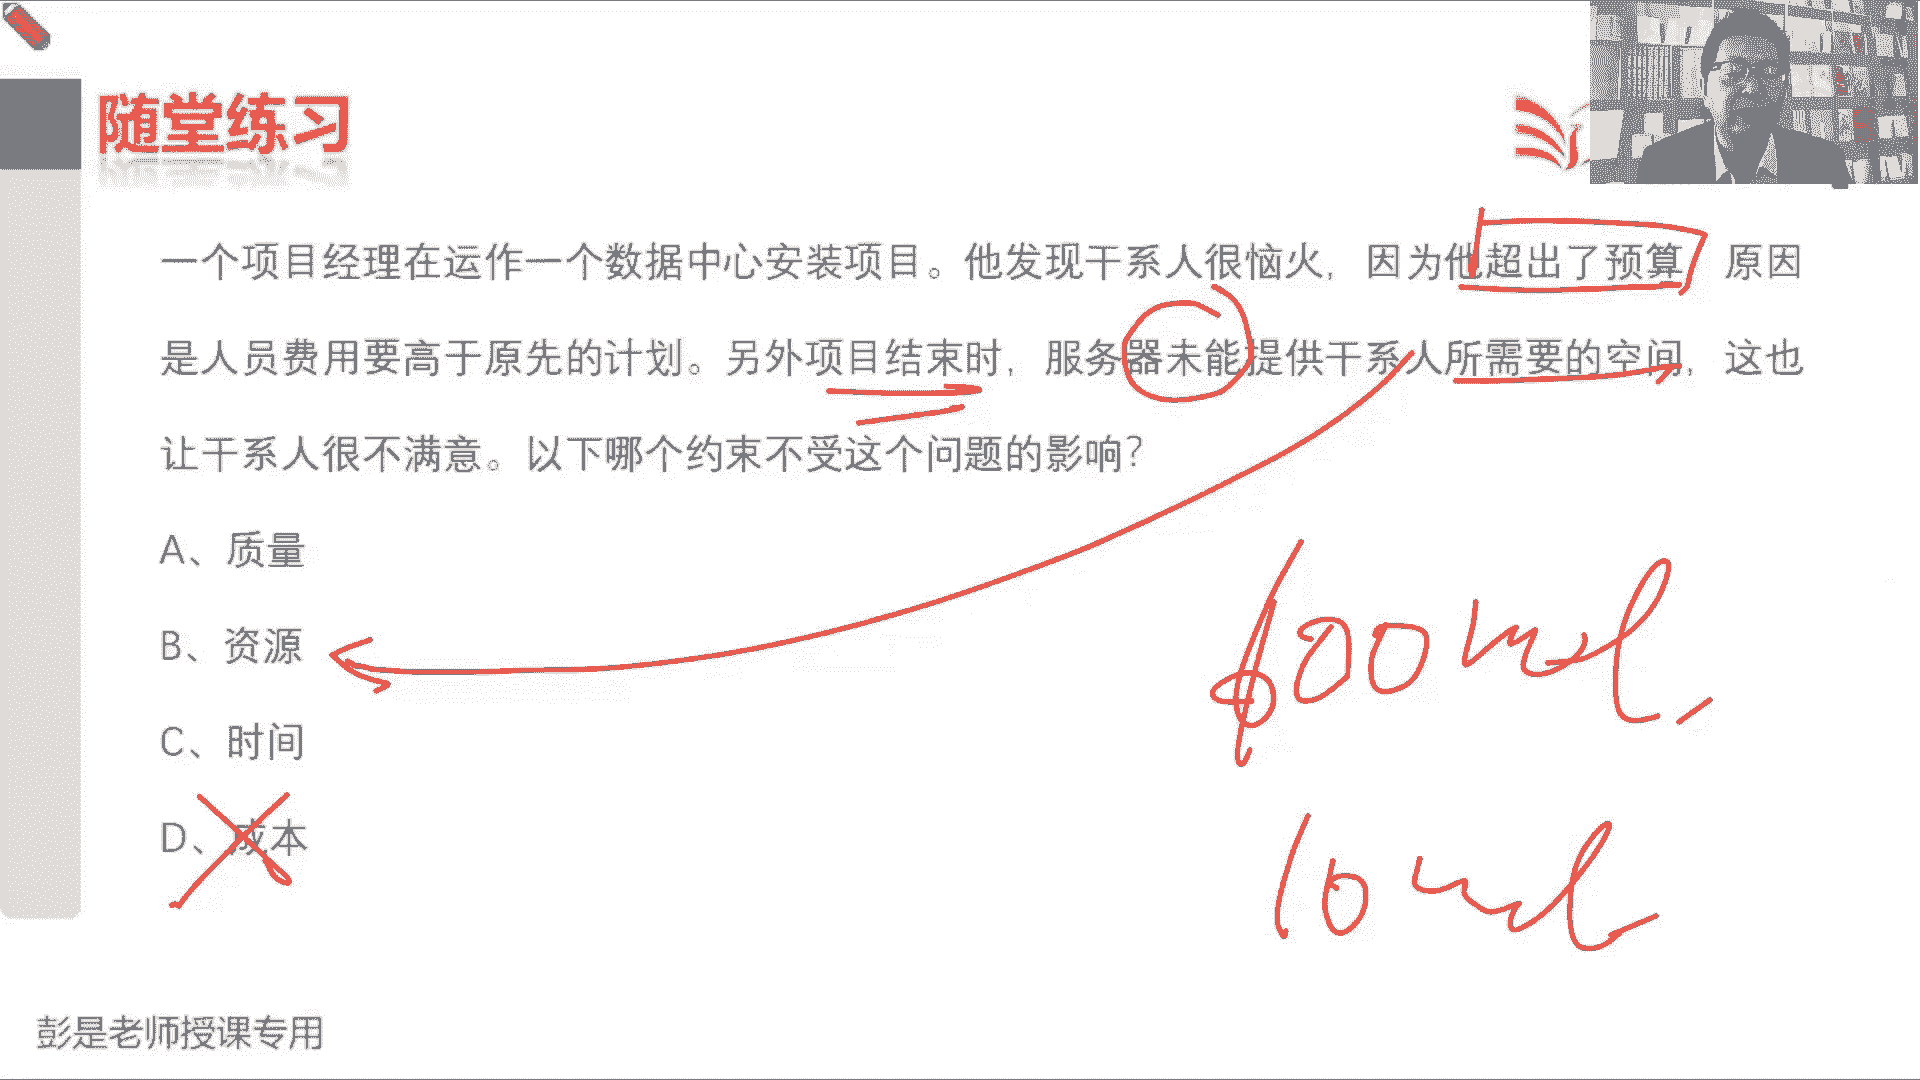 随堂练习
一个项目经理在运作一个数据中心安装项目。他发现干系人很恼火,因为他超出了预算 原因
是人员费用要高于原先的计划。另外项目结束时,服务器未能提供干系人所需要的空间,这也
让干系人很不满意。以下哪个约束不受这个问题的影响?
A、质量
B、资源
C、时间
D、成本
彭是老师授课专用